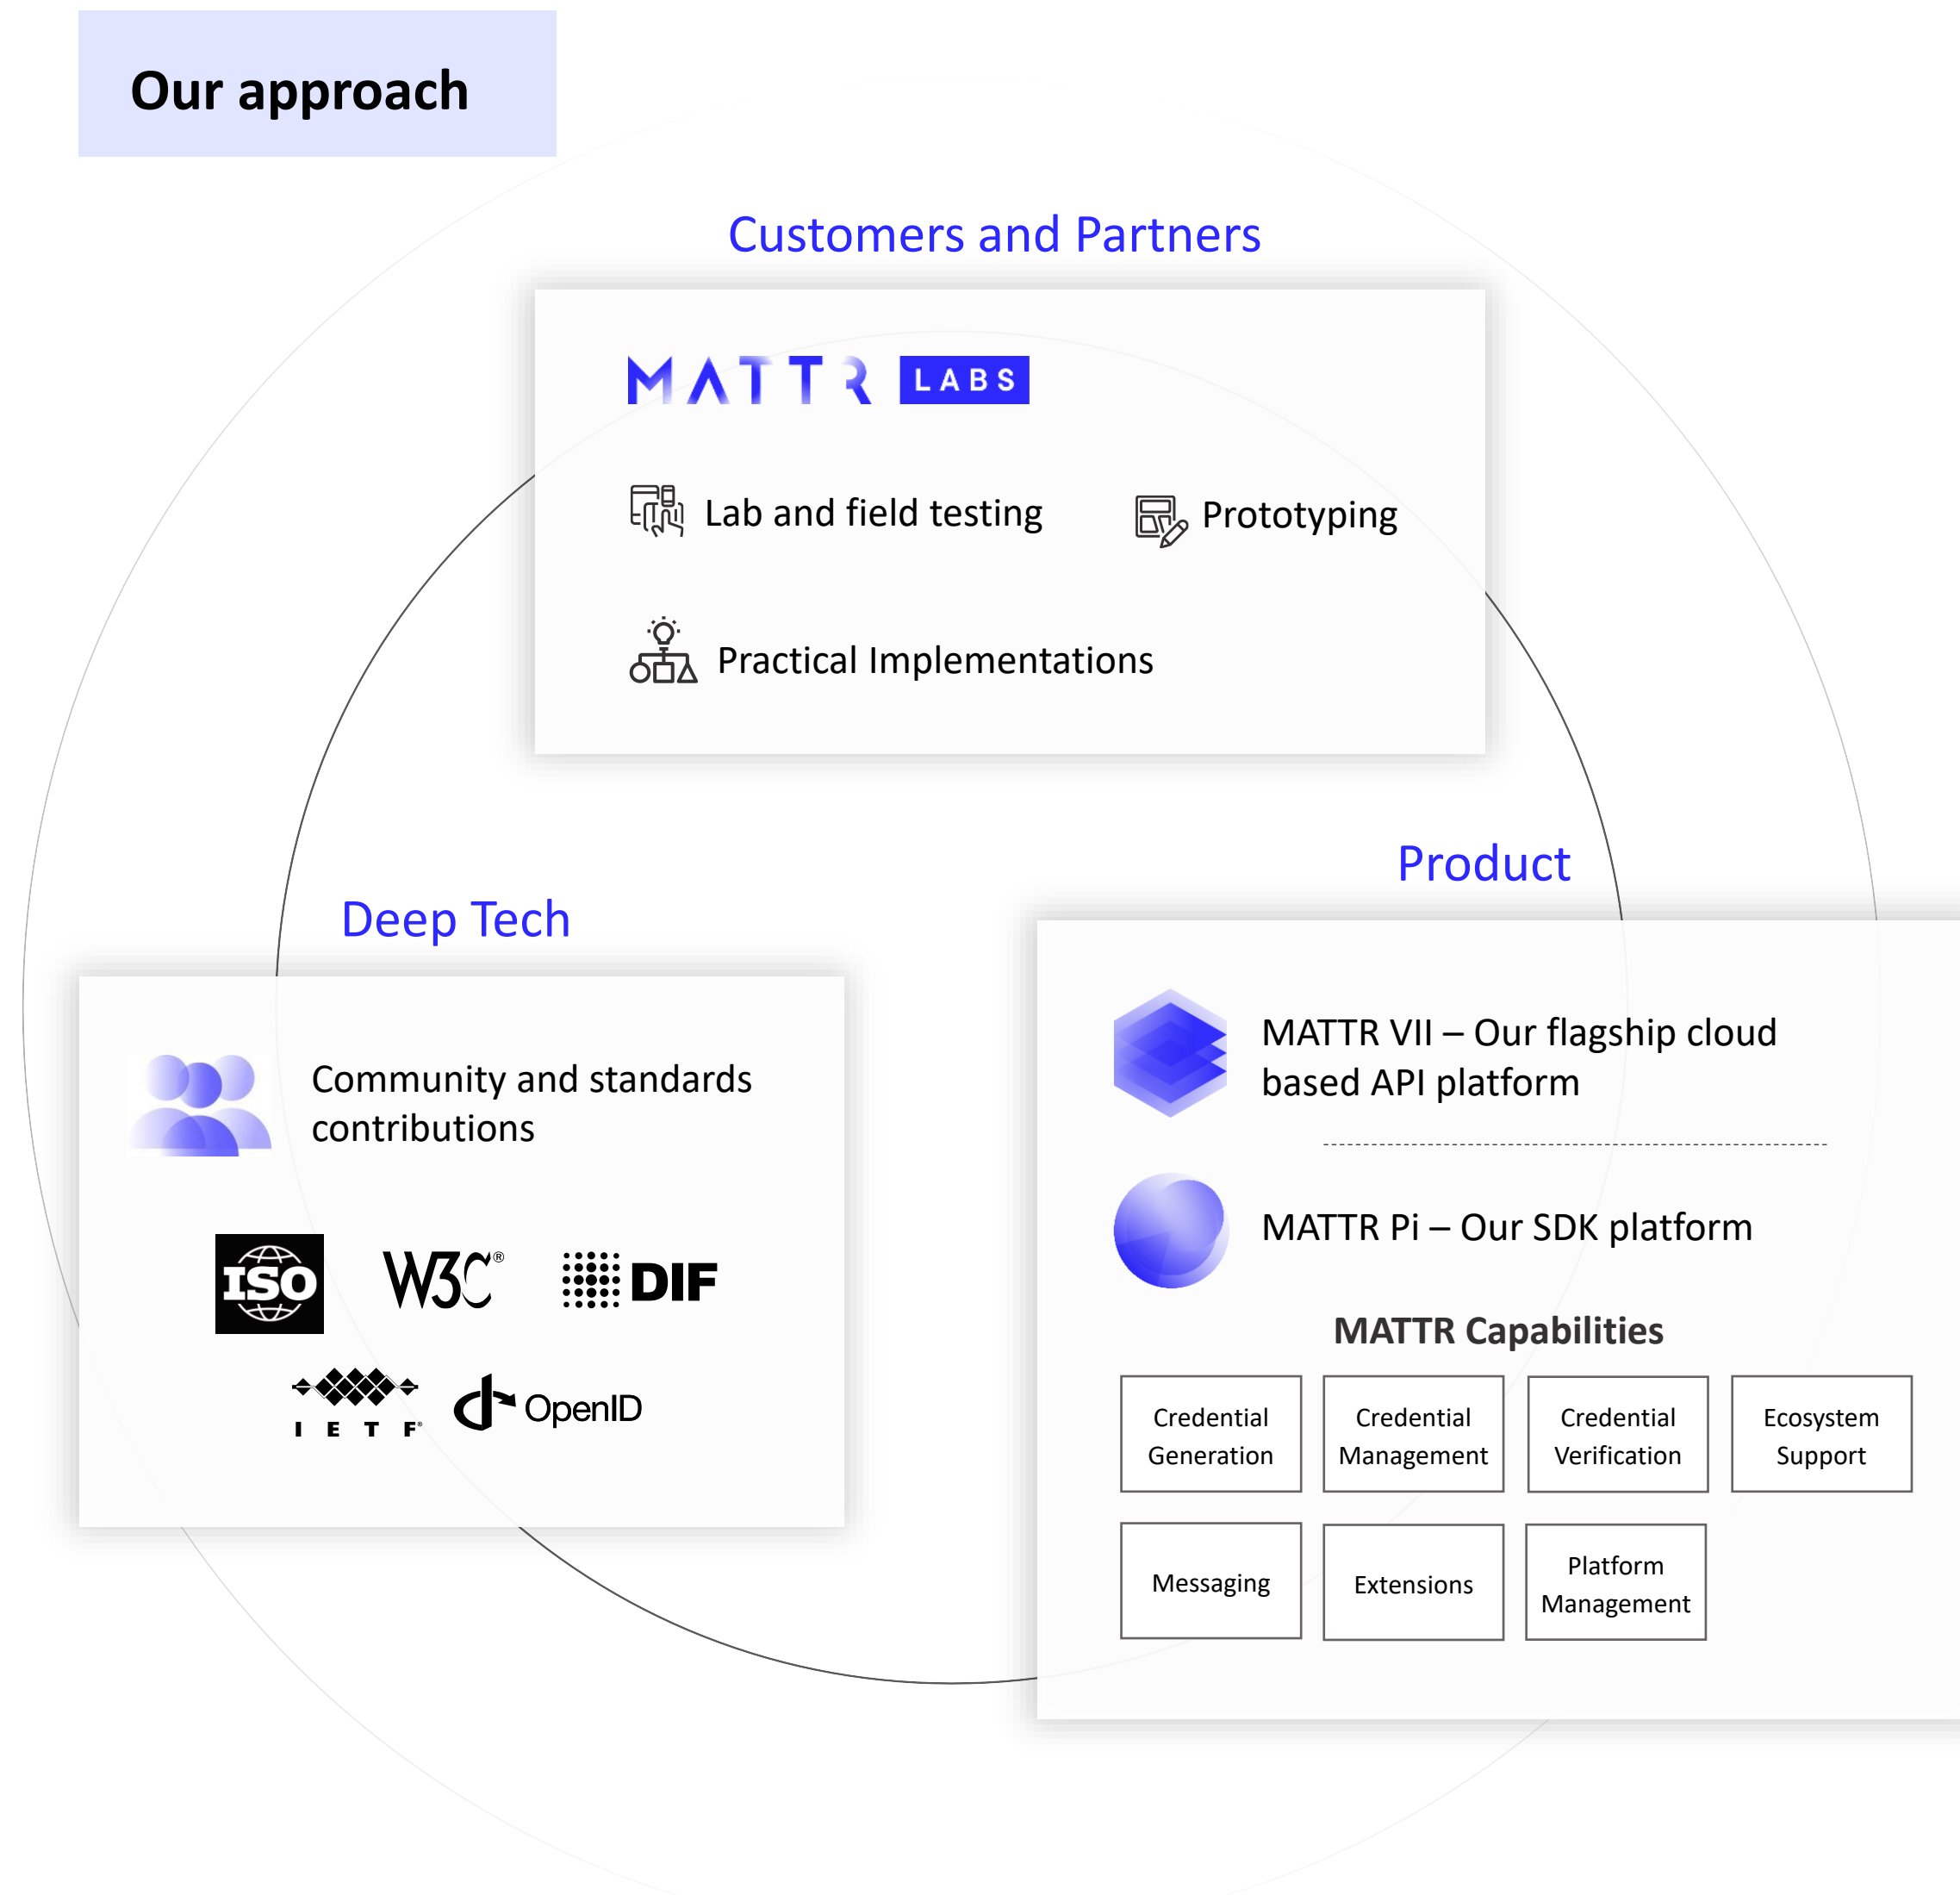 Our approach
Customers and Partners
MATTR LABS
Lab and field testing
Prototyping
Practical Implementations
Deep Tech
Community and standards
contributions
ISO
W3C®
DIF
IETF®
OpenID
Product
MATTR VII – Our flagship cloud
based API platform
MATTR Pi – Our SDK platform
MATTR Capabilities
Credential
Generation
Credential
Management
Credential
Verification
Ecosystem
Support
Messaging
Extensions
Platform
Management